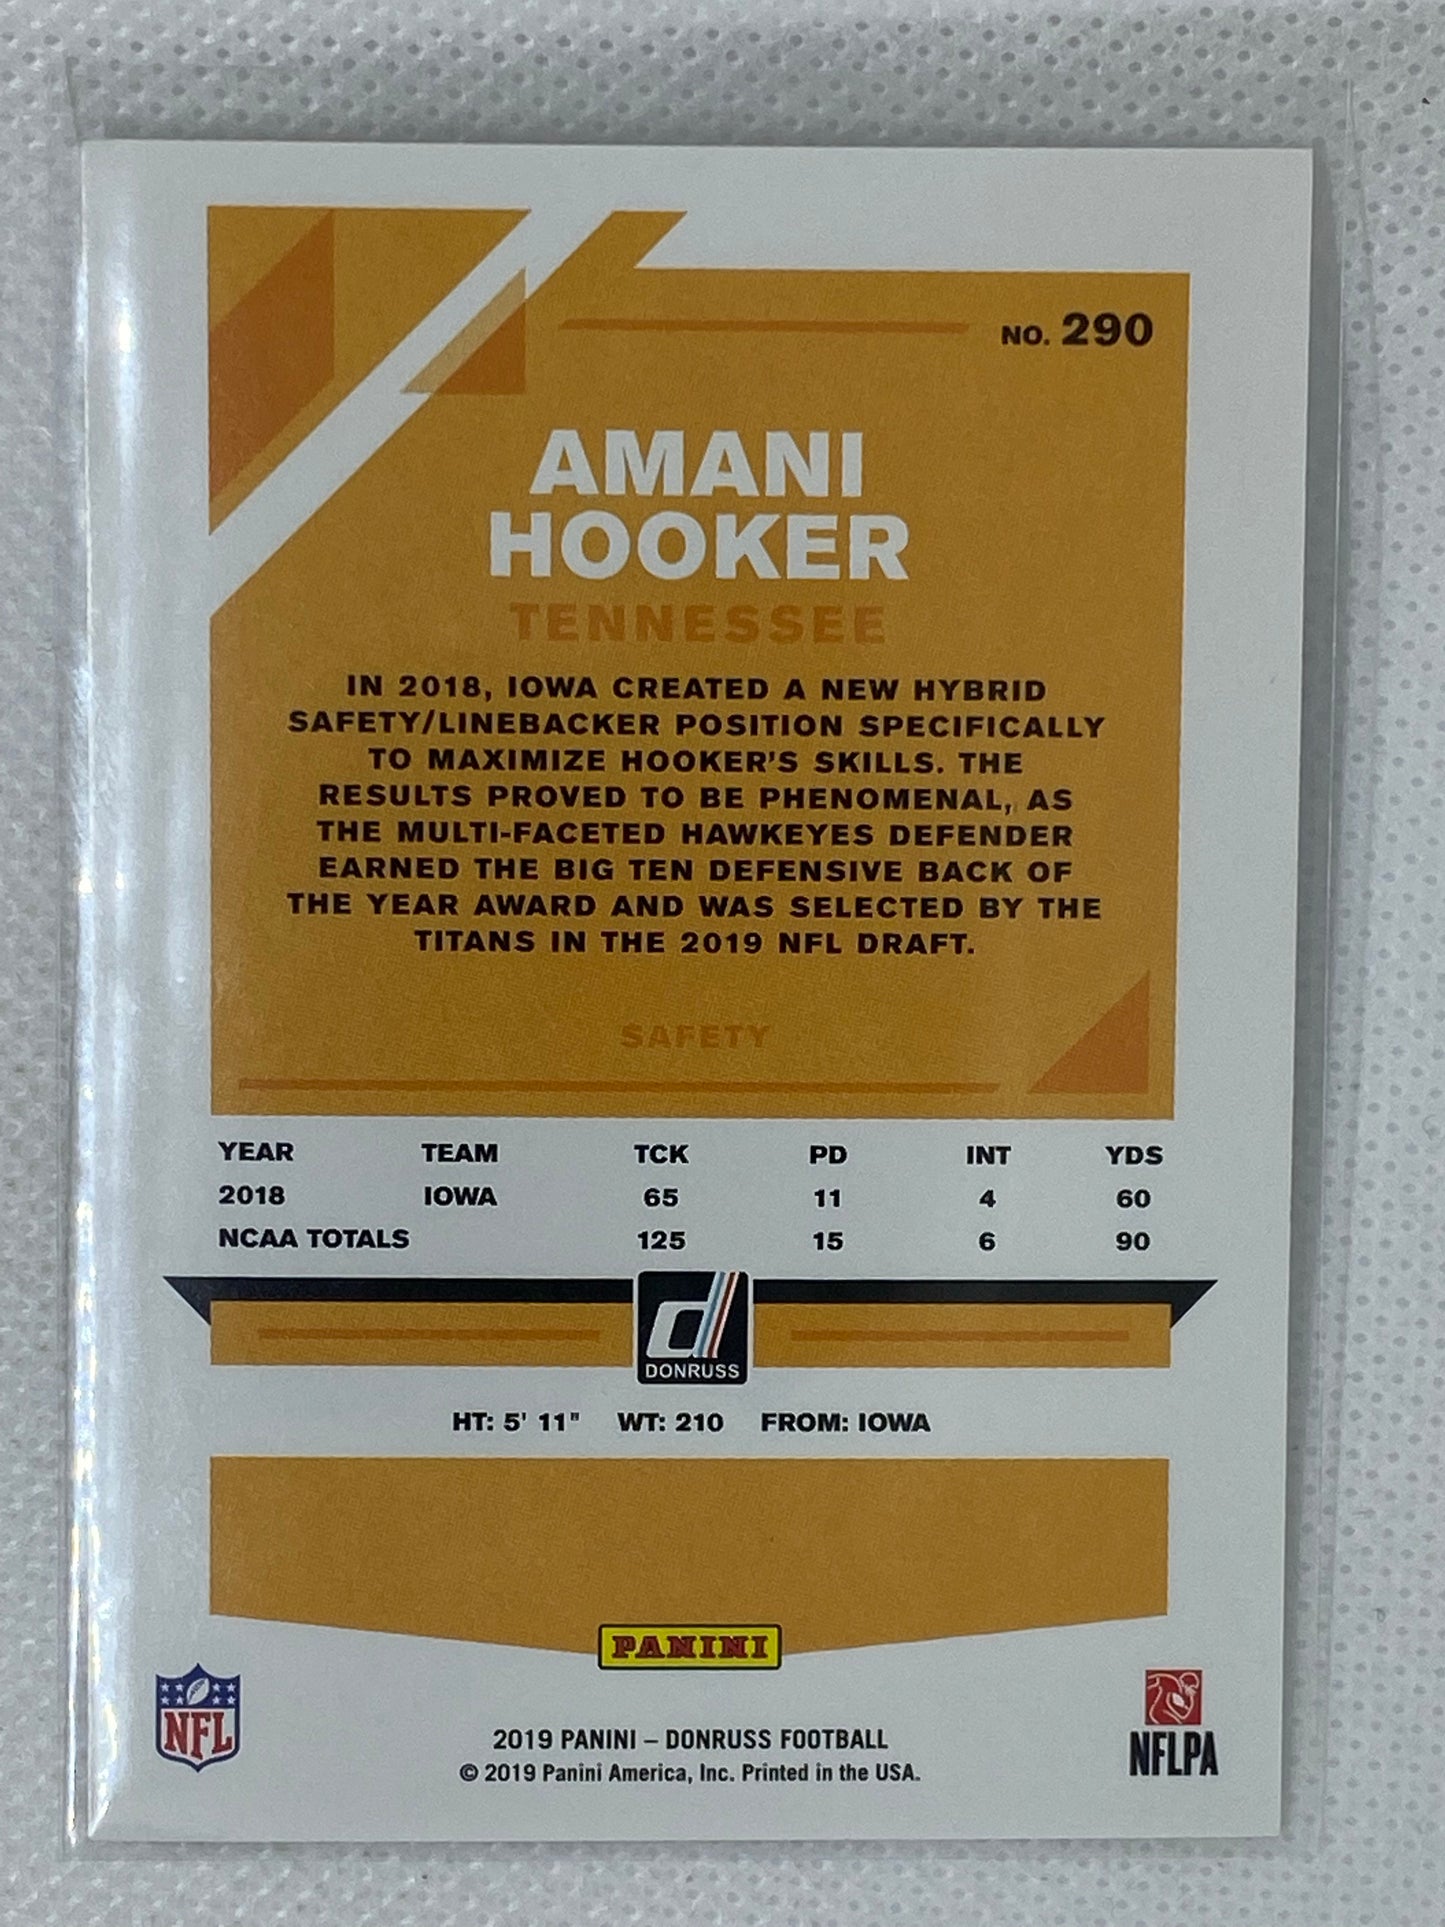 NO. 290
AMANI
HOOKER
TENNESSEE
IN 2018, IOWA CREATED A NEW HYBRID
SAFETY/LINEBACKER POSITION SPECIFICALLY
TO MAXIMIZE HOOKER'S SKILLS. THE
RESULTS PROVED TO BE PHENOMENAL, AS
THE MULTI-FACETED HAWKEYES DEFENDER
EARNED THE BIG TEN DEFENSIVE BACK OF
THE YEAR AWARD AND WAS SELECTED BY THE
TITANS IN THE 2019 NFL DRAFT.
SAFETY
YEAR TEAM TCK PD INT YDS
2018 IOWA 65 11 4 60
NCAA TOTALS 125 15 6 90
d
DONRUSS
HT: 5' 11" WT: 210 FROM: IOWA
PANINI
NFL
2019 PANINI – DONRUSS FOOTBALL
© 2019 Panini America, Inc. Printed in the USA.
NFLPA